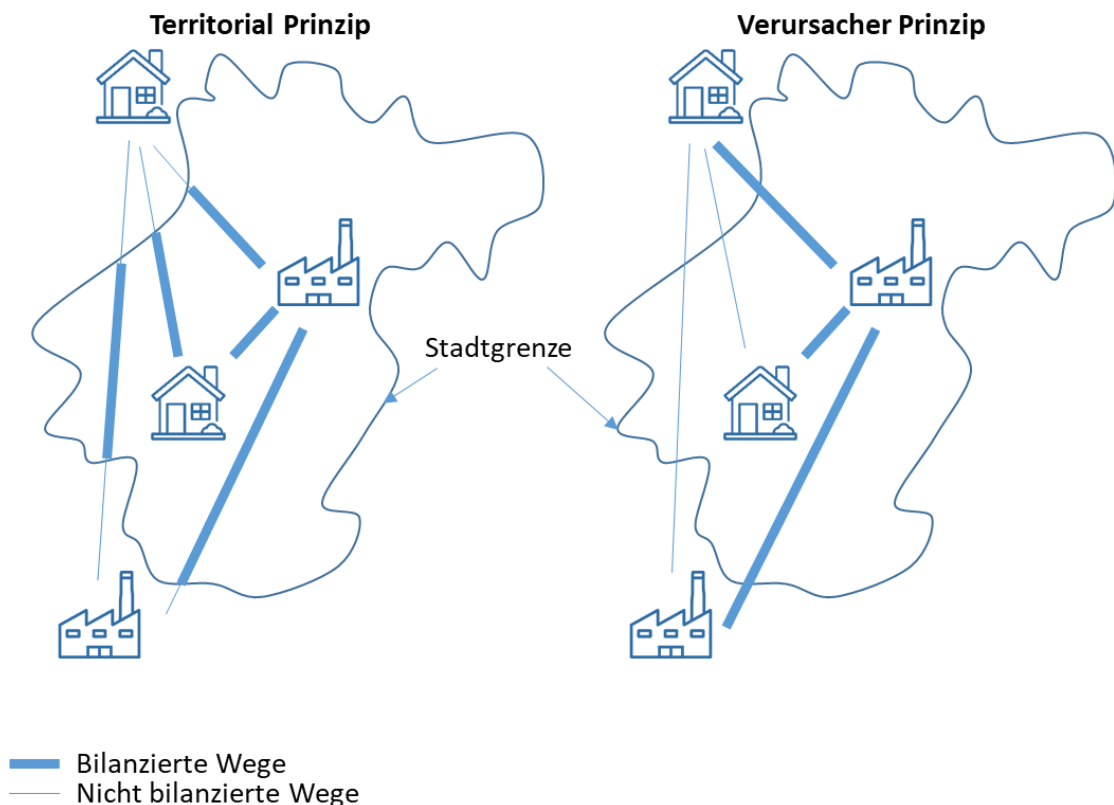 Territorial Prinzip
Verursacher Prinzip
Stadtgrenze
Bilanzierte Wege
Nicht bilanzierte Wege